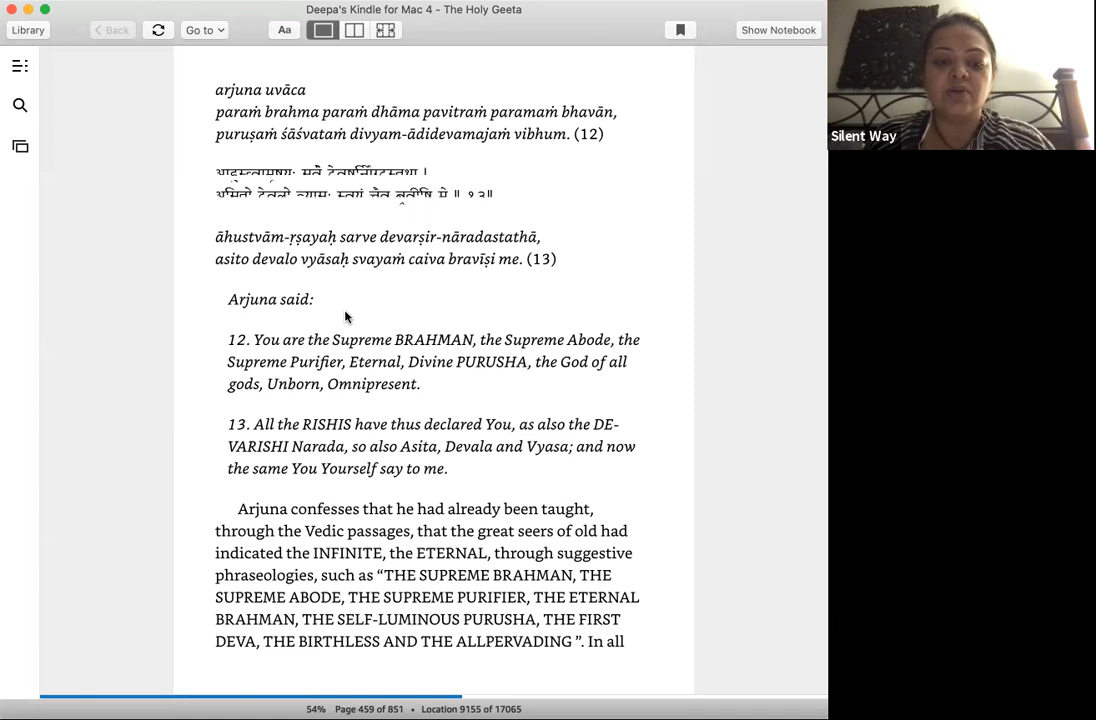 Deepa's Kindle for Mac 4 - The Holy Geeta
Library
Back
Go to
Aa
Show Notebook
arjuna uvāca
paraṁ brahma paraṁ dhāma pavitraṁ paramaṁ bhavān,
puruṣaṁ śāśvataṁ divyam-ādidevamajaṁ vibhum. (12)
āhustvām-ṛṣayaḥ sarve devarṣir-nāradastathā,
asito devalo vyāsaḥ svayaṁ caiva bravīṣi me. (13)
Arjuna said:
12. You are the Supreme BRAHMAN, the Supreme Abode, the
Supreme Purifier, Eternal, Divine PURUSHA, the God of all
gods, Unborn, Omnipresent.
13. All the RISHIS have thus declared You, as also the DE-
VARISHI Narada, so also Asita, Devala and Vyasa; and now
the same You Yourself say to me.
Arjuna confesses that he had already been taught,
through the Vedic passages, that the great seers of old had
indicated the INFINITE, the ETERNAL, through suggestive
phraseologies, such as “THE SUPREME BRAHMAN, THE
SUPREME ABODE, THE SUPREME PURIFIER, THE ETERNAL
BRAHMAN, THE SELF-LUMINOUS PURUSHA, THE FIRST
DEVA, THE BIRTHLESS AND THE ALLPERVADING ”. In all
54% Page 459 of 851 • Location 9155 of 17065
Silent Way